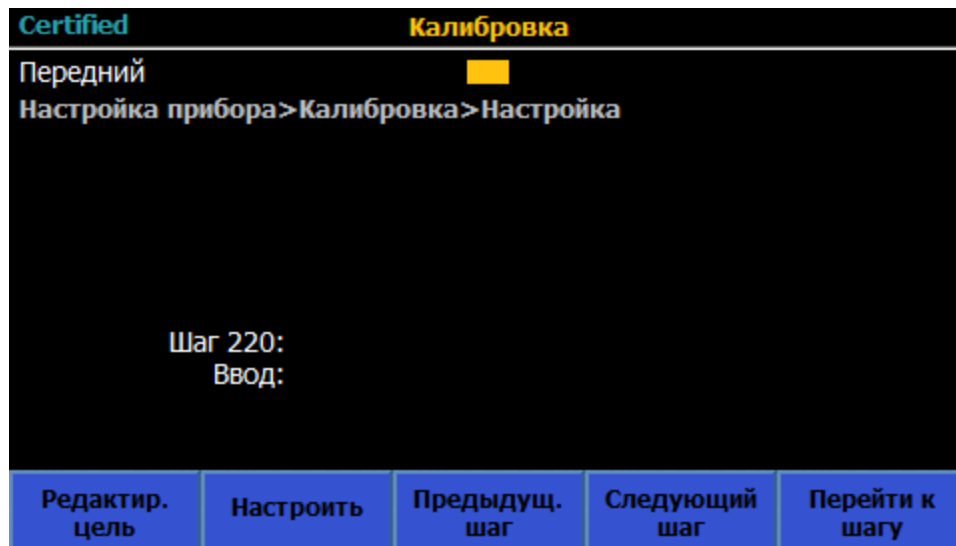 Certified
Калибровка
Передний
Настройка прибора>Калибровка>Настройка
Шаг 220:
Ввод:
Редактир.
цель
Настроить
Предыдущ.
шаг
Следующий
шаг
Перейти к
шагу